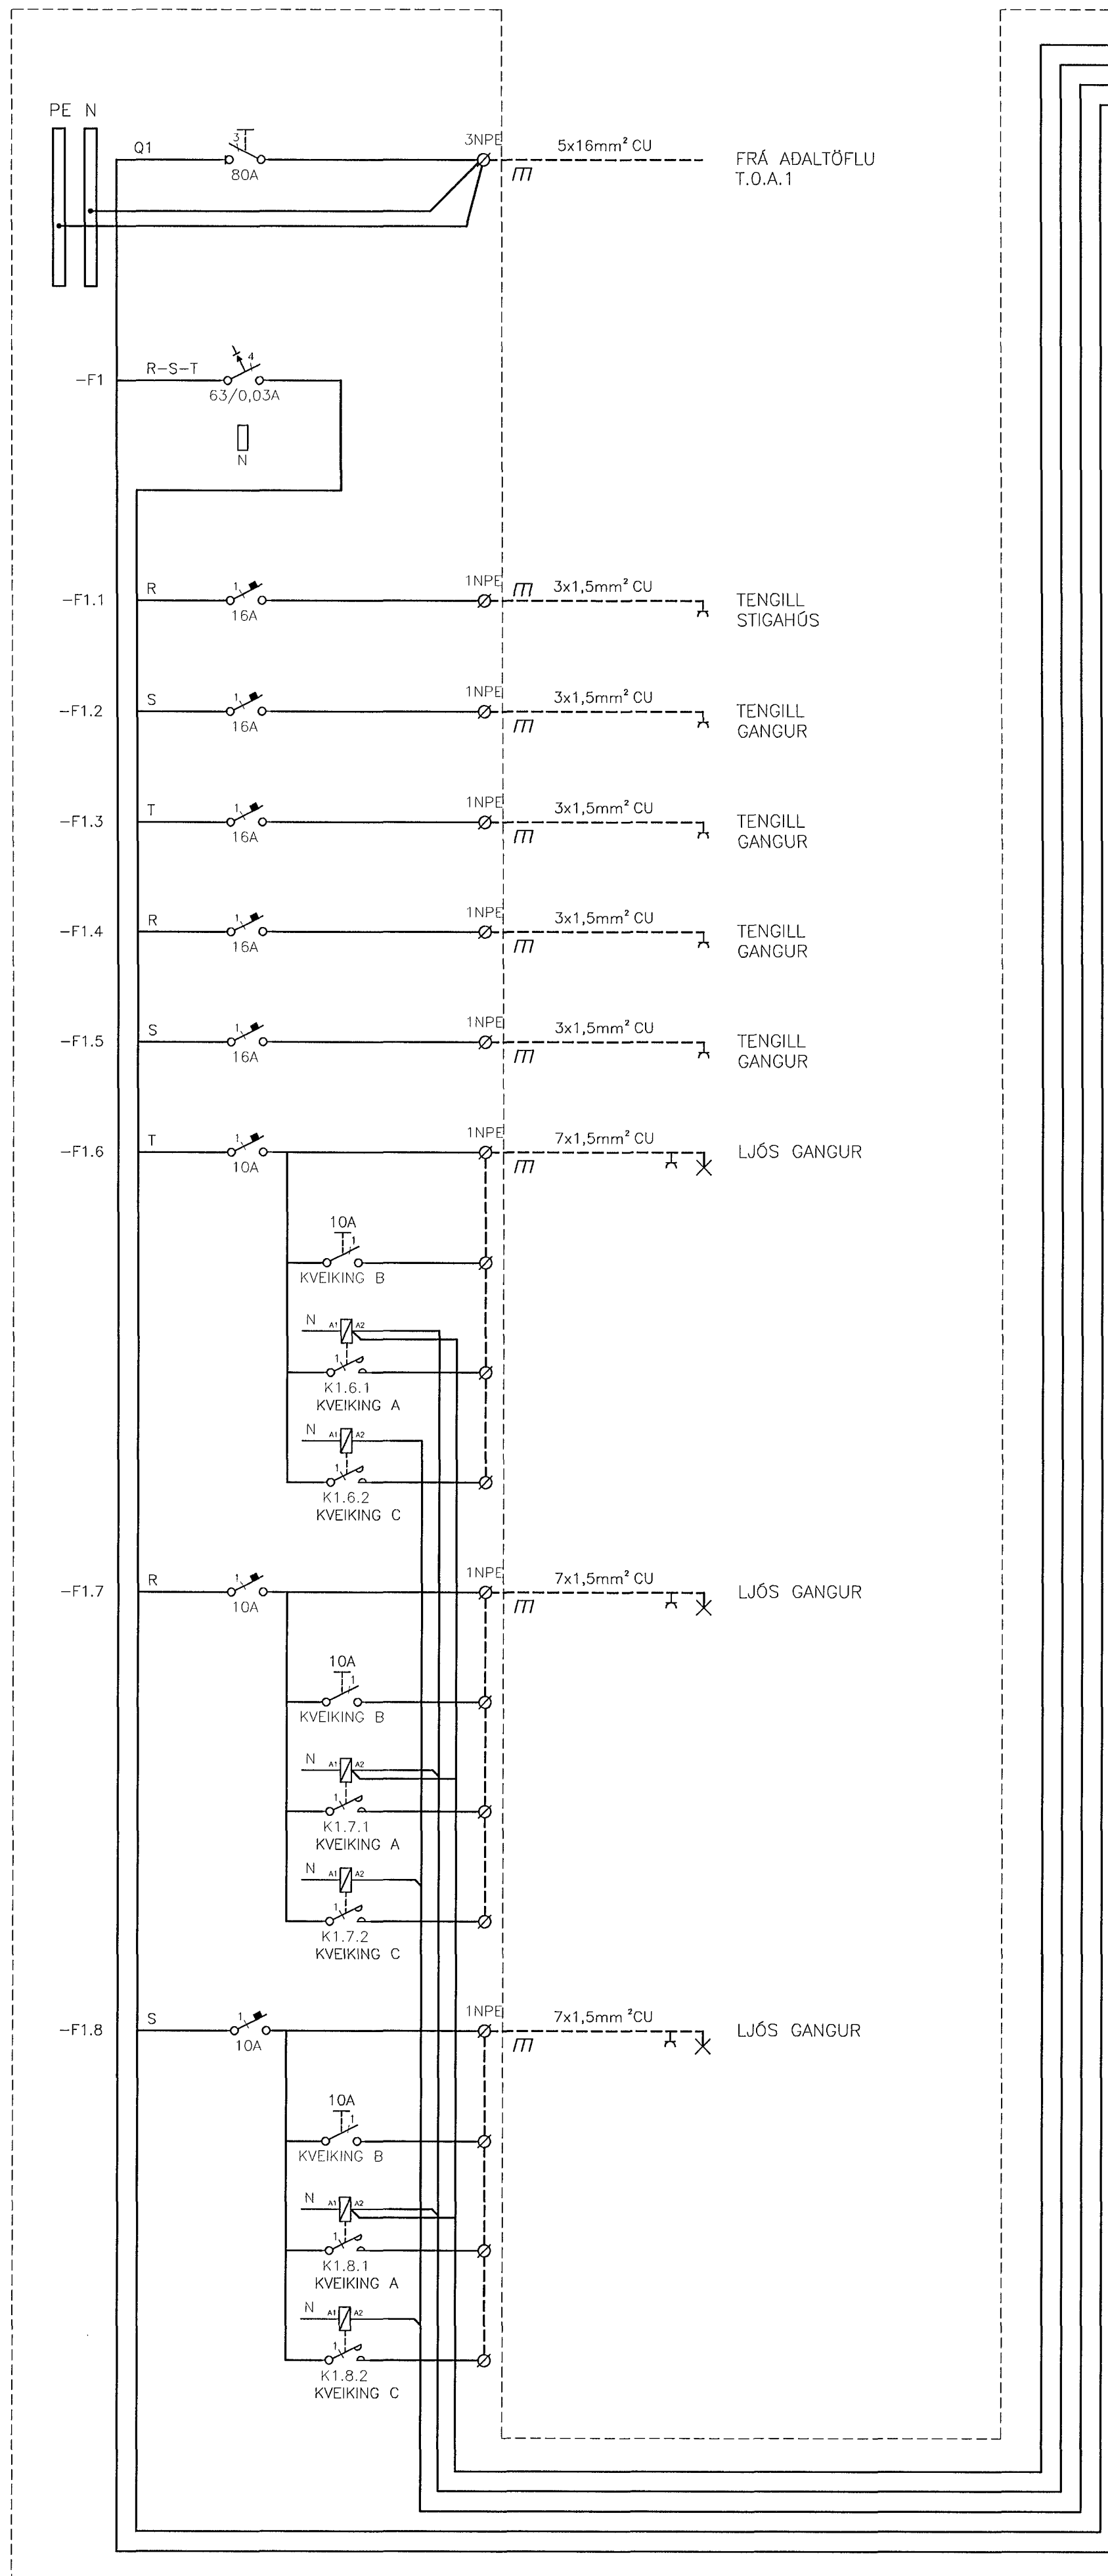 PE N
Q1
3
80A
3NPE
5x16mm² CU
FRÁ AÐALTÖFLU
T.O.A.1
-F1
R-S-T
4
63/0,03A
N
-F1.1
R
1
16A
1NPE
3x1,5mm² CU
TENGILL
STIGAHÚS
-F1.2
S
1
16A
1NPE
3x1,5mm² CU
TENGILL
GANGUR
-F1.3
T
1
16A
1NPE
3x1,5mm² CU
TENGILL
GANGUR
-F1.4
R
1
16A
1NPE
3x1,5mm² CU
TENGILL
GANGUR
-F1.5
S
1
16A
1NPE
3x1,5mm² CU
TENGILL
GANGUR
-F1.6
T
1
10A
1NPE
7x1,5mm² CU
LJÓS GANGUR
10A
1
KVEIKING B
N A1 A2
1
K1.6.1
KVEIKING A
N A1 A2
1
K1.6.2
KVEIKING C
-F1.7
R
1
10A
1NPE
7x1,5mm² CU
LJÓS GANGUR
10A
1
KVEIKING B
N A1 A2
1
K1.7.1
KVEIKING A
N A1 A2
1
K1.7.2
KVEIKING C
-F1.8
S
1
10A
1NPE
7x1,5mm² CU
LJÓS GANGUR
10A
1
KVEIKING B
N A1 A2
1
K1.8.1
KVEIKING A
N A1 A2
1
K1.8.2
KVEIKING C